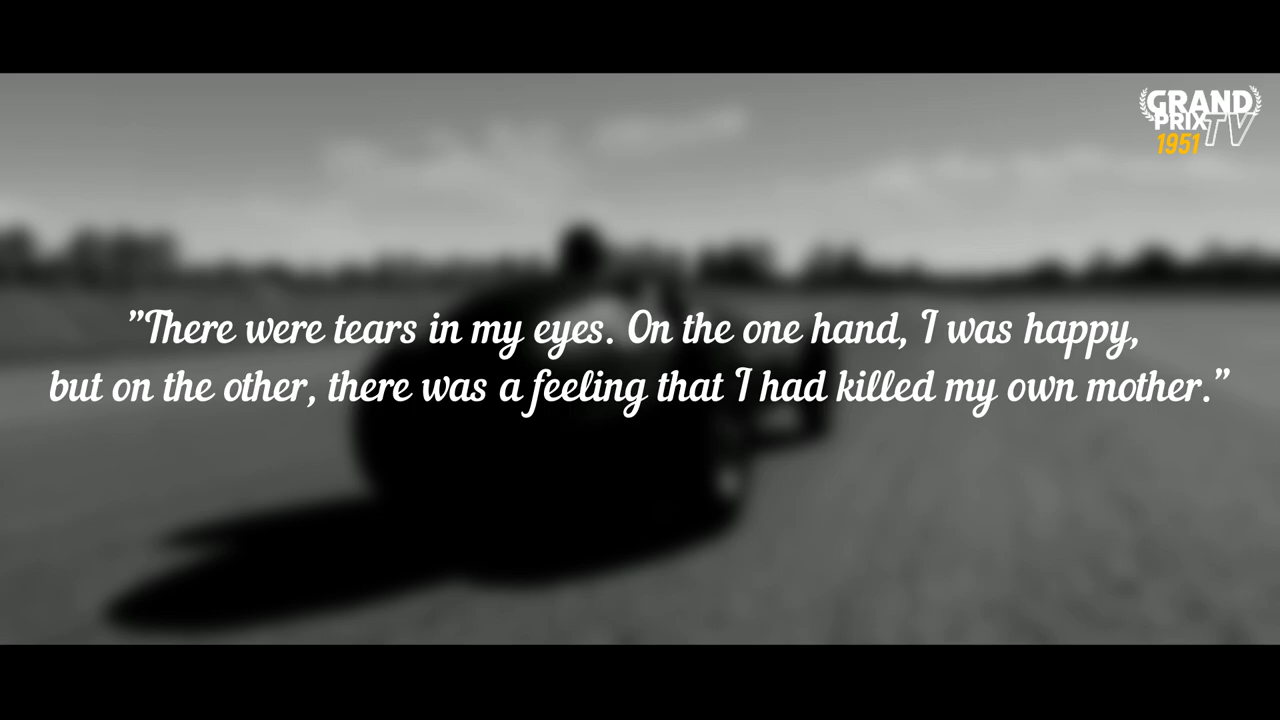 GRAND
PRIX TV
1951
”There were tears in my eyes. On the one hand, I was happy,
but on the other, there was a feeling that I had killed my own mother.”